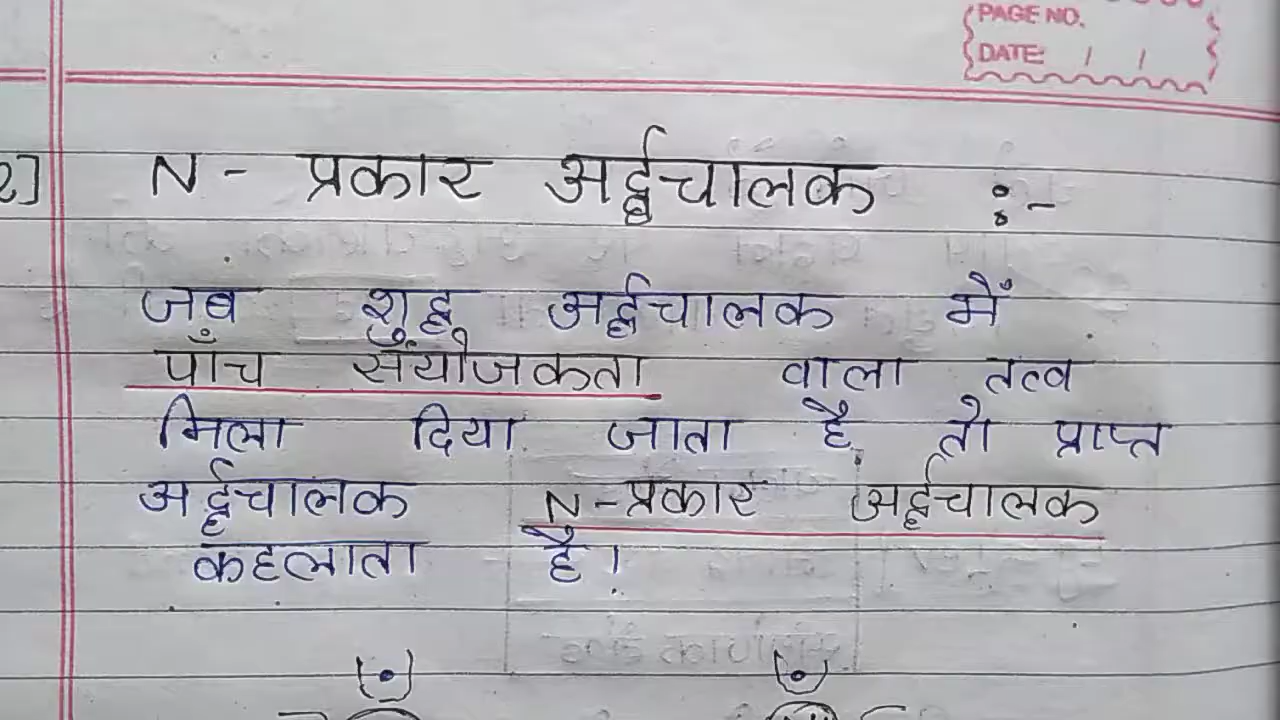 PAGE NO.
DATE: / /
२] N- प्रकार अर्द्धचालक :-
जब शुद्ध अर्द्धचालक में
पाँच संयोजकता वाला तत्व
मिला दिया जाता है, तो प्राप्त
अर्द्धचालक N-प्रकार अर्द्धचालक
कहलाता है।